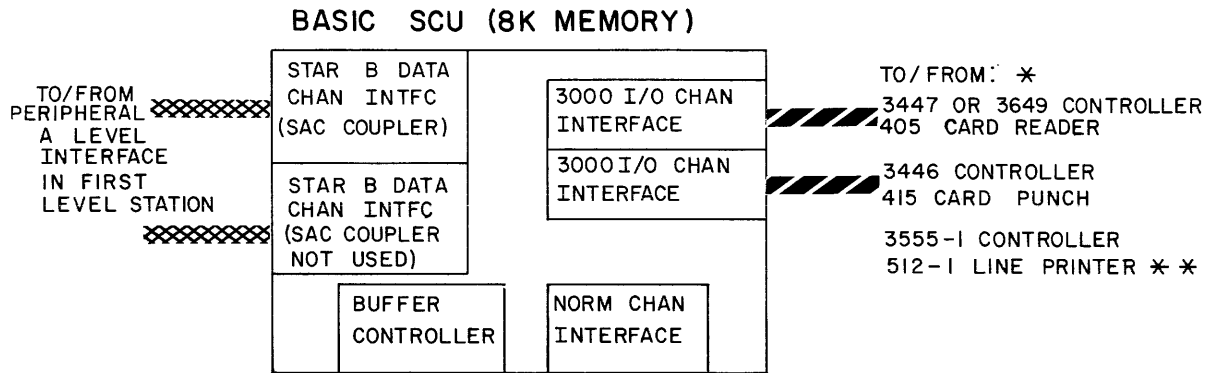 BASIC SCU (8K MEMORY)
TO/FROM
PERIPHERAL
A LEVEL
INTERFACE
IN FIRST
LEVEL STATION
STAR B DATA
CHAN INTFC
(SAC COUPLER)
STAR B DATA
CHAN INTFC
(SAC COUPLER
NOT USED)
BUFFER
CONTROLLER
3000 I/O CHAN
INTERFACE
3000 I/O CHAN
INTERFACE
NORM CHAN
INTERFACE
TO/FROM: *
3447 OR 3649 CONTROLLER
405 CARD READER
3446 CONTROLLER
415 CARD PUNCH
3555-1 CONTROLLER
512-1 LINE PRINTER * *